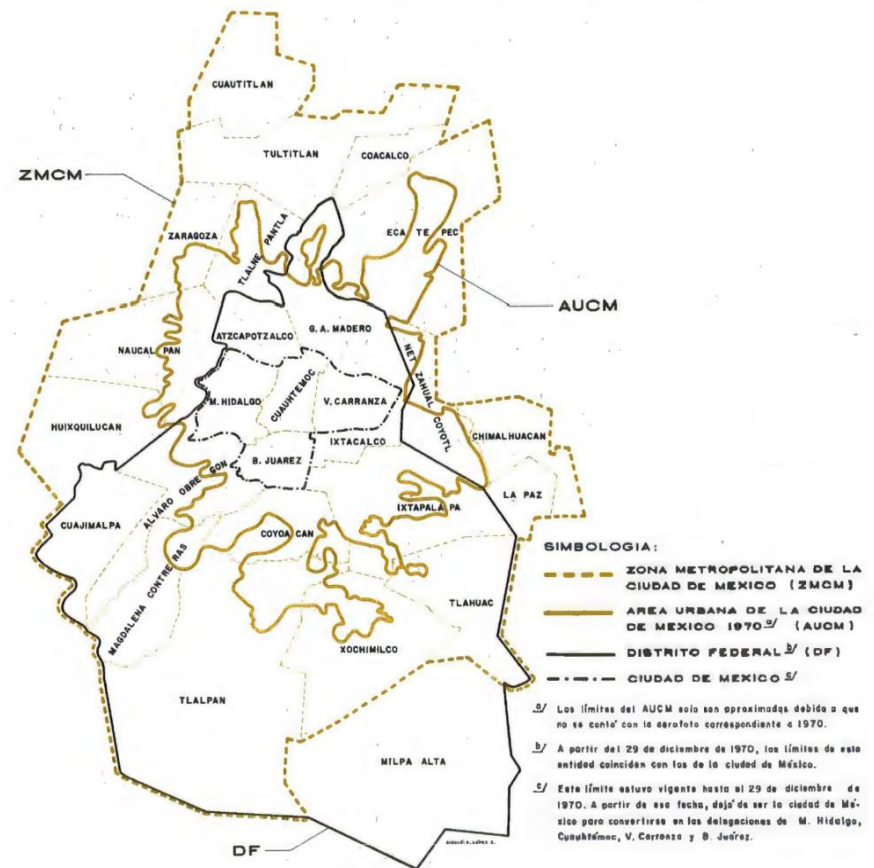 CUAUTITLAN
TULTITLAN
COACALCO
ZMCM
ZARAGOZA
TLALNE PANTLA
ECA TE PEC
AUCM
ATZCAPOTZALCO
G. A. MADERO
NAUCAL PAN
NET ZAHUAL COYOTL
M. HIDALGO
CUAUHTEMOC
V. CARRANZA
HUIXQUILUCAN
IXTACALCO
CHIMALHUACAN
B. JUAREZ
LA PAZ
ALVARO OBREGON
IXTAPALA PA
CUAJIMALPA
COYOA CAN
MAGDALENA CONTRERAS
TLAHUAC
XOCHIMILCO
TLALPAN
MILPA ALTA
DF
SIMBOLOGIA:
ZONA METROPOLITANA DE LA
CIUDAD DE MEXICO (ZMCM)
AREA URBANA DE LA CIUDAD
DE MEXICO 1970 a/ (AUCM)
DISTRITO FEDERAL b/ (DF)
CIUDAD DE MEXICO c/
a/ Los límites del AUCM solo son aproximados debido a que
no se contó con la aerofoto correspondiente a 1970.
b/ A partir del 29 de diciembre de 1970, los límites de esta
entidad coinciden con los de la ciudad de México.
c/ Este límite estuvo vigente hasta el 29 de diciembre de
1970. A partir de esa fecha, dejó de ser la ciudad de Mé-
xico para convertirse en las delegaciones de M. Hidalgo,
Cuauhtémoc, V. Carranza y B. Juárez.